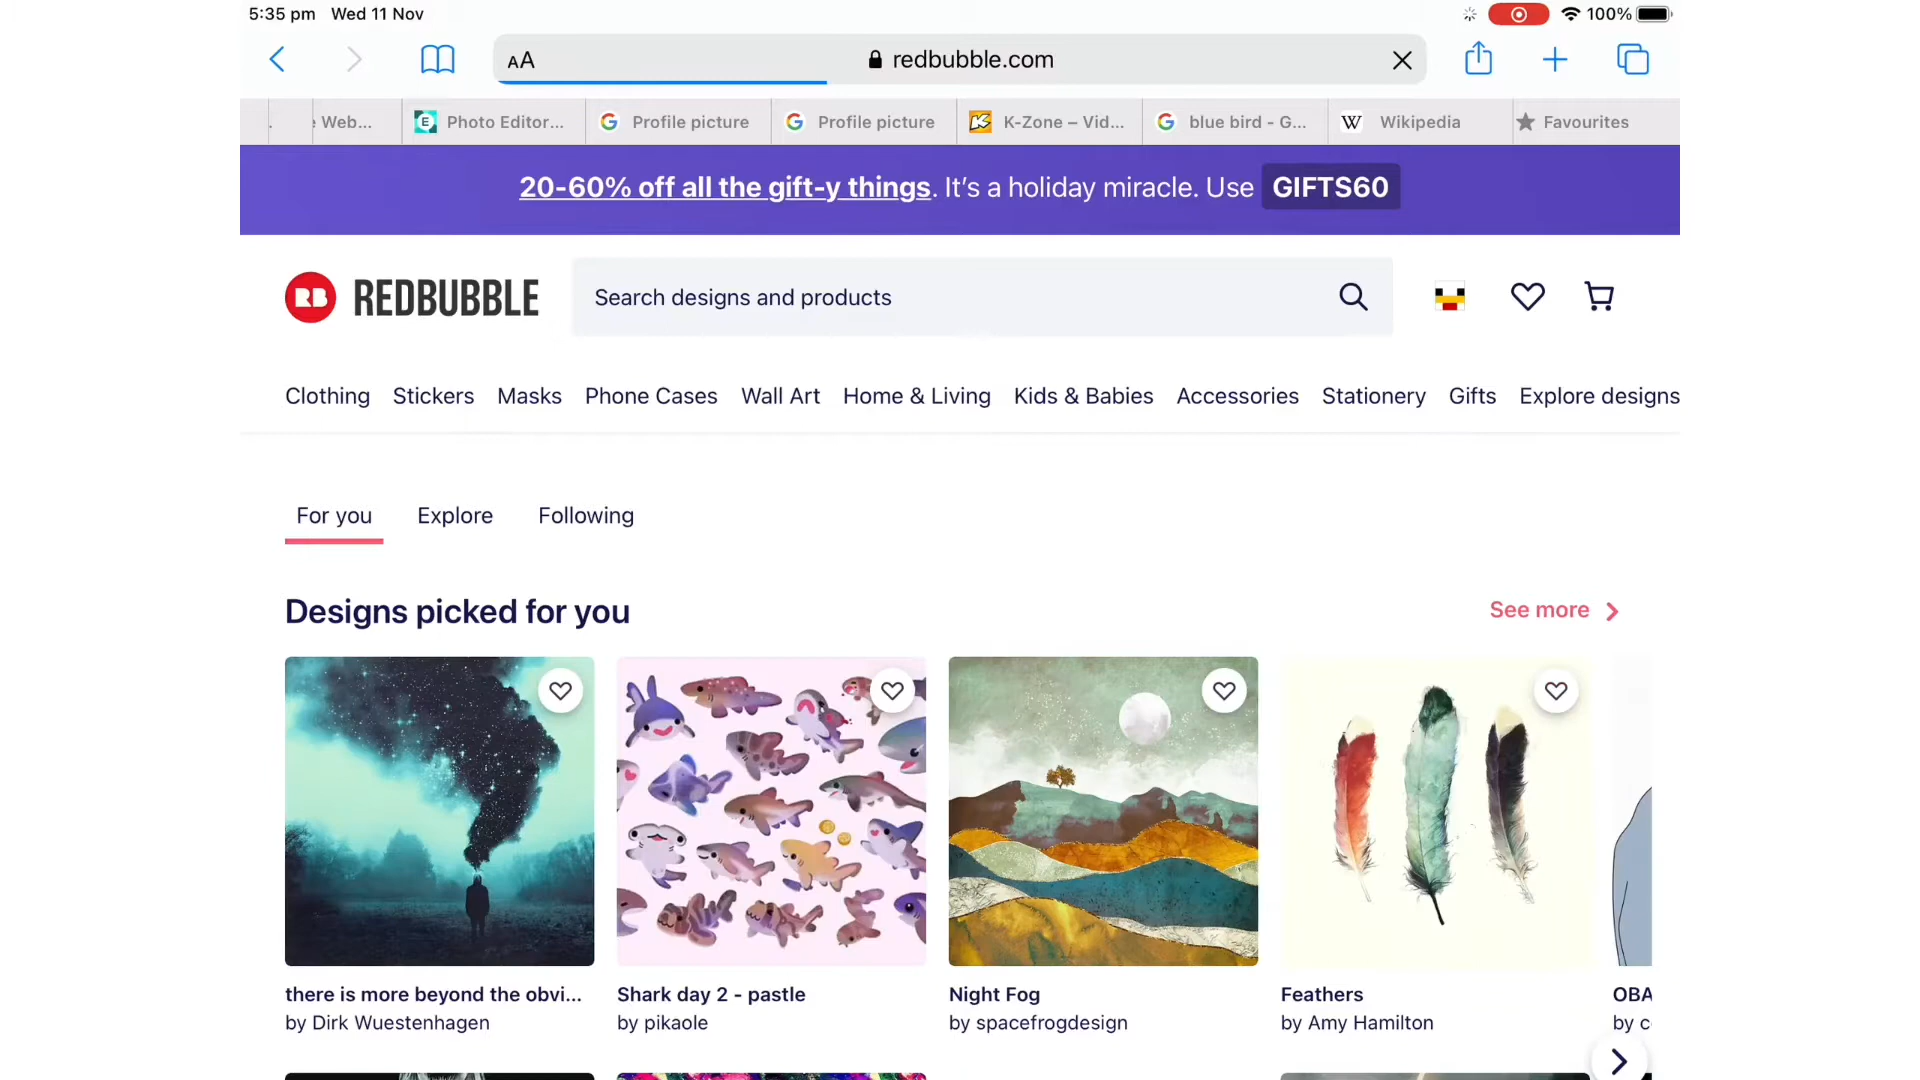 5:35 pm Wed 11 Nov
100%
AA
redbubble.com
Web...
Photo Editor...
Profile picture
Profile picture
K-Zone – Vid...
blue bird - G...
Wikipedia
Favourites
20-60% off all the gift-y things. It's a holiday miracle. Use GIFTS60
RB REDBUBBLE
Search designs and products
Clothing Stickers Masks Phone Cases Wall Art Home & Living Kids & Babies Accessories Stationery Gifts Explore designs
For you Explore Following
Designs picked for you
See more
there is more beyond the obvi...
by Dirk Wuestenhagen
Shark day 2 - pastle
by pikaole
Night Fog
by spacefrogdesign
Feathers
by Amy Hamilton
OBA
by c